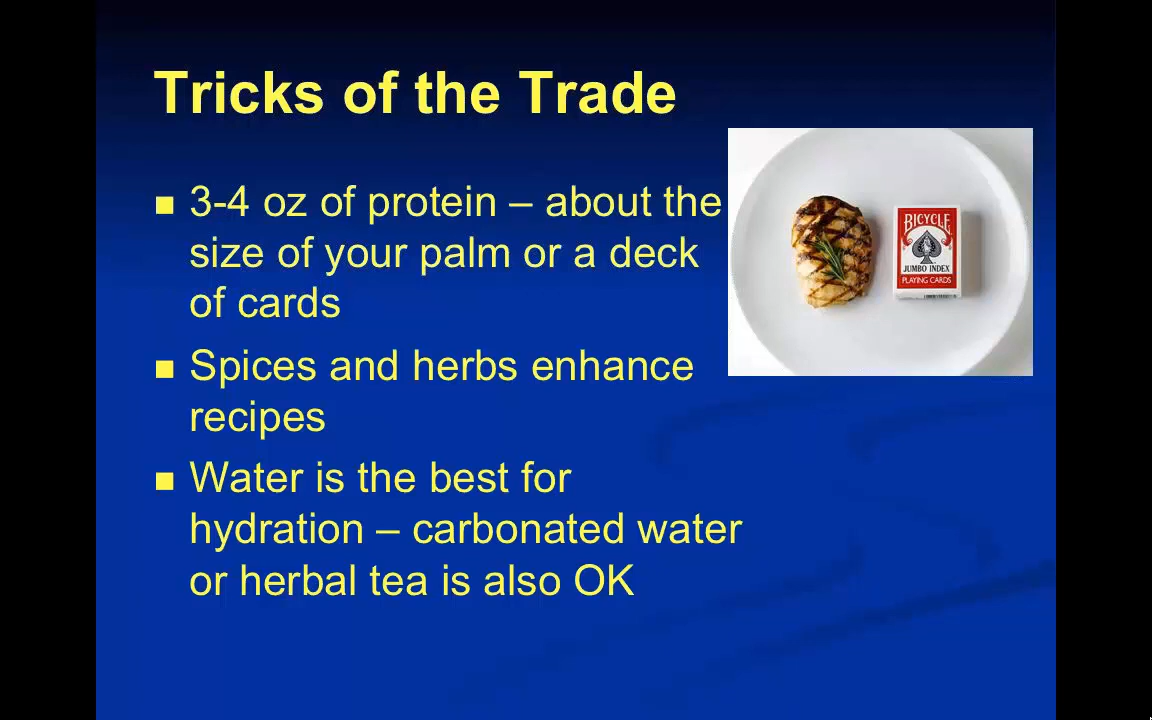 Tricks of the Trade
3-4 oz of protein – about the
size of your palm or a deck
of cards
Spices and herbs enhance
recipes
Water is the best for
hydration – carbonated water
or herbal tea is also OK
BICYCLE
JUMBO INDEX
PLAYING CARDS